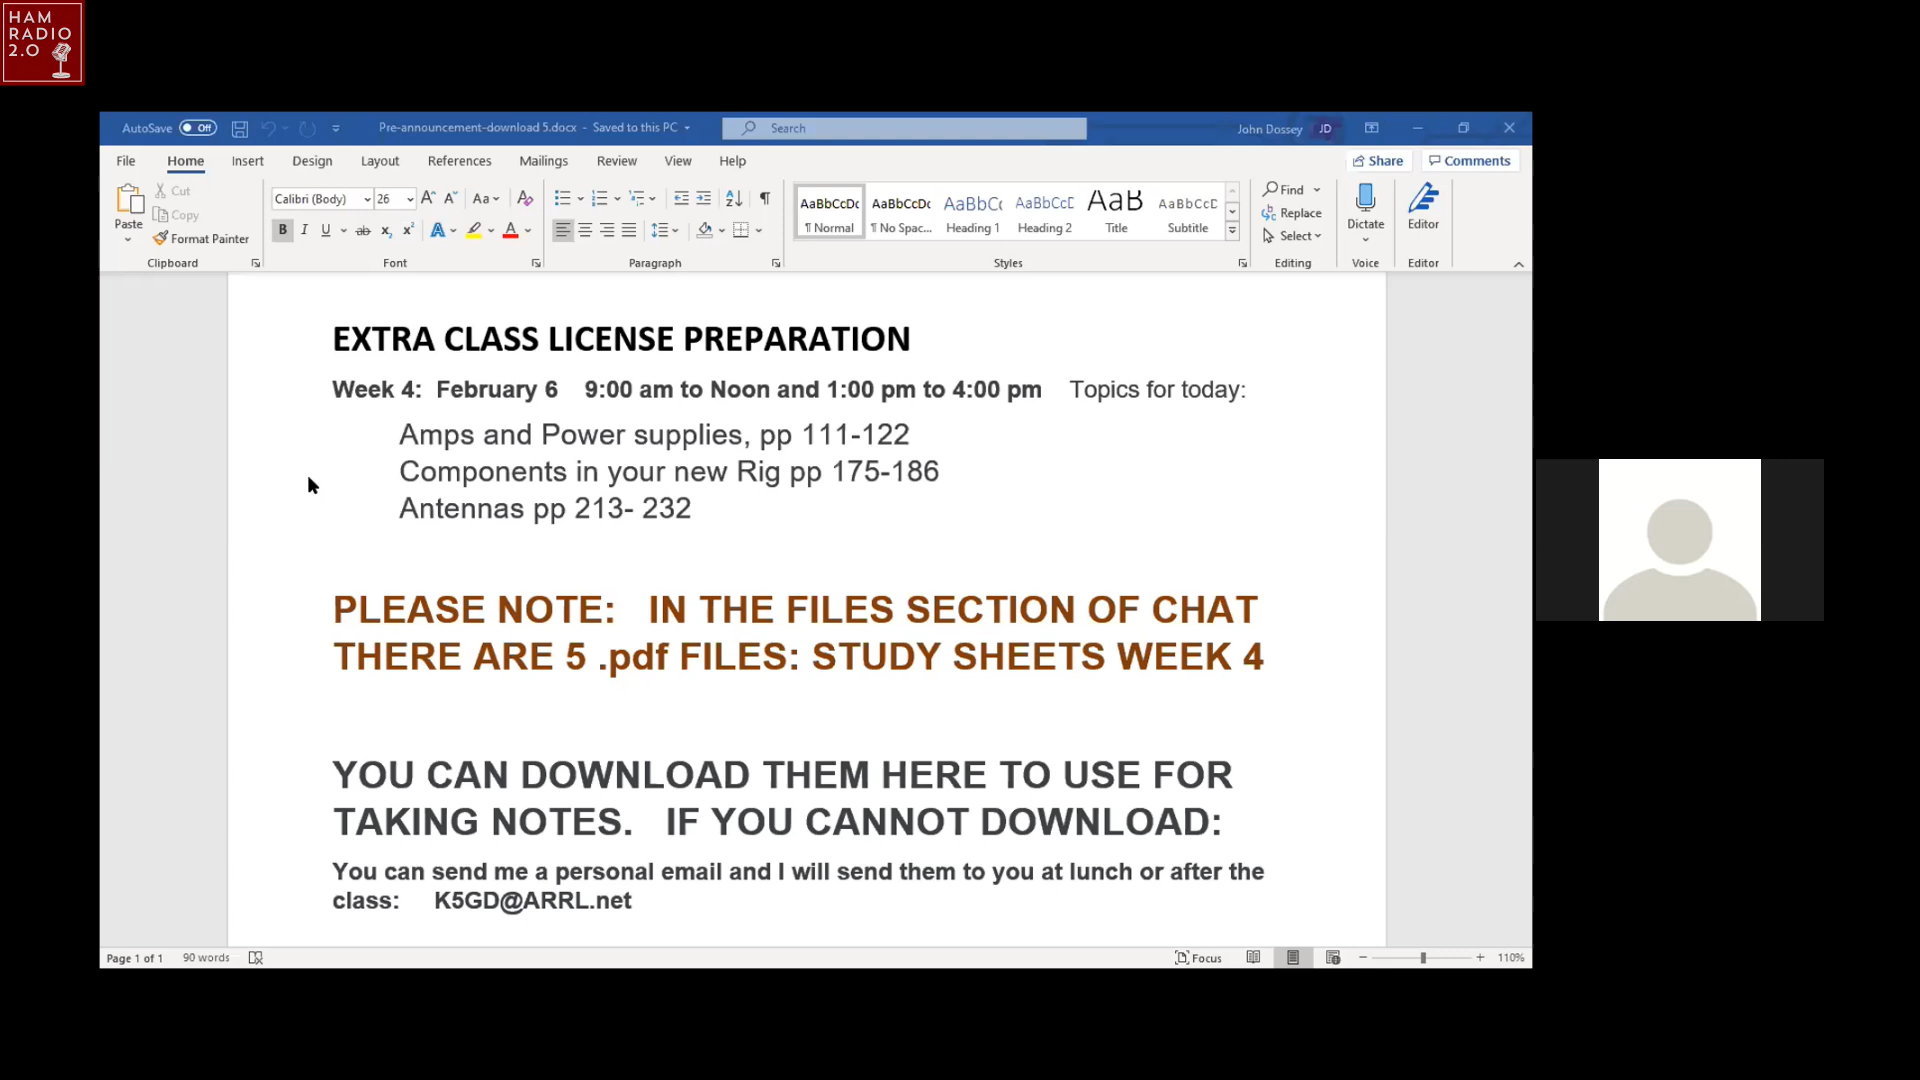 HAM
RADIO
2.0
AutoSave Off Pre-announcement-download 5.docx - Saved to this PC Search John Dossey JD
File Home Insert Design Layout References Mailings Review View Help Share Comments
Paste Cut Copy Format Painter
Calibri (Body) 26 Aa
B I U ab x₂ x² A A
AaBbCcDc AaBbCcDc AaBbC( AaBbCcC AaB AaBbCcC
¶ Normal ¶ No Spac... Heading 1 Heading 2 Title Subtitle
Find Replace Select Dictate Editor
Clipboard Font Paragraph Styles Editing Voice Editor
EXTRA CLASS LICENSE PREPARATION
Week 4: February 6 9:00 am to Noon and 1:00 pm to 4:00 pm Topics for today:
Amps and Power supplies, pp 111-122
Components in your new Rig pp 175-186
Antennas pp 213- 232
PLEASE NOTE: IN THE FILES SECTION OF CHAT
THERE ARE 5 .pdf FILES: STUDY SHEETS WEEK 4
YOU CAN DOWNLOAD THEM HERE TO USE FOR
TAKING NOTES. IF YOU CANNOT DOWNLOAD:
You can send me a personal email and I will send them to you at lunch or after the
class: K5GD@ARRL.net
Page 1 of 1 90 words Focus 110%